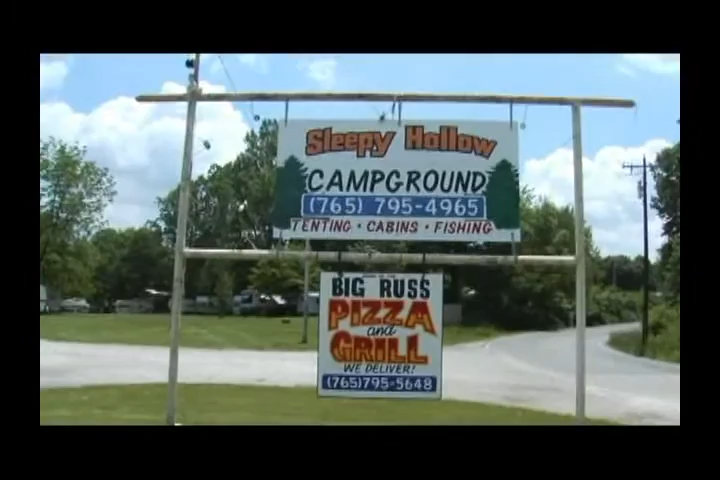 Sleepy Hollow
CAMPGROUND
(765) 795-4965
TENTING • CABINS • FISHING
BIG RUSS
PIZZA
and
GRILL
WE DELIVER!
(765)795-5648